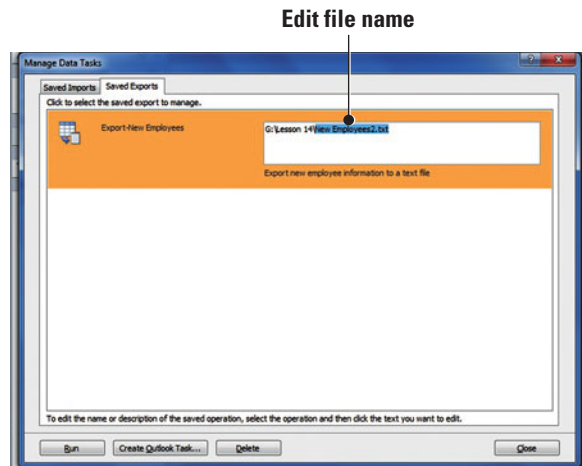 Edit file name
Manage Data Tasks
Saved Imports Saved Exports
Click to select the saved export to manage.
Export-New Employees
G:\Lesson 14\New Employees2.txt
Export new employee information to a text file
To edit the name or description of the saved operation, select the operation and then click the text you want to edit.
Run Create Outlook Task... Delete Close